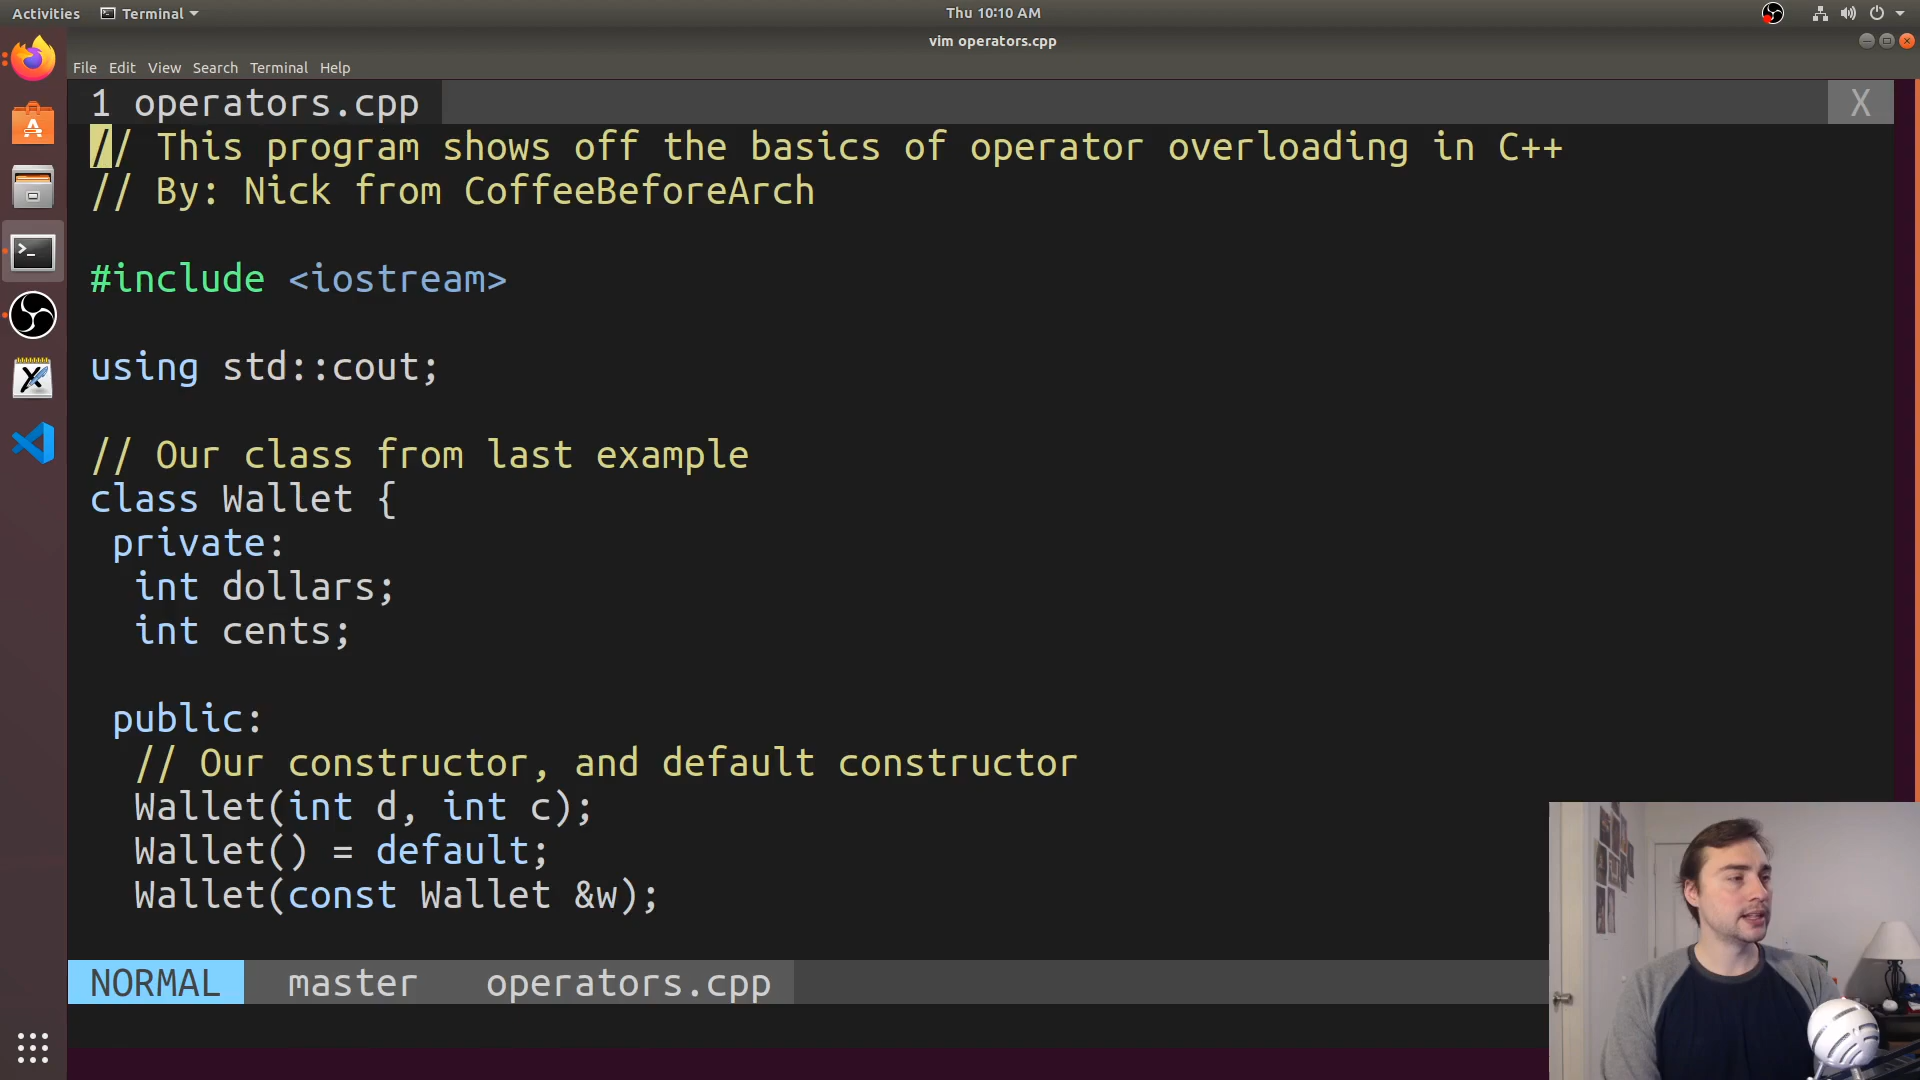 Activities Terminal Thu 10:10 AM
vim operators.cpp
File Edit View Search Terminal Help
1 operators.cpp X
// This program shows off the basics of operator overloading in C++
// By: Nick from CoffeeBeforeArch
#include <iostream>
using std::cout;
// Our class from last example
class Wallet {
private:
int dollars;
int cents;
public:
// Our constructor, and default constructor
Wallet(int d, int c);
Wallet() = default;
Wallet(const Wallet &w);
NORMAL master operators.cpp